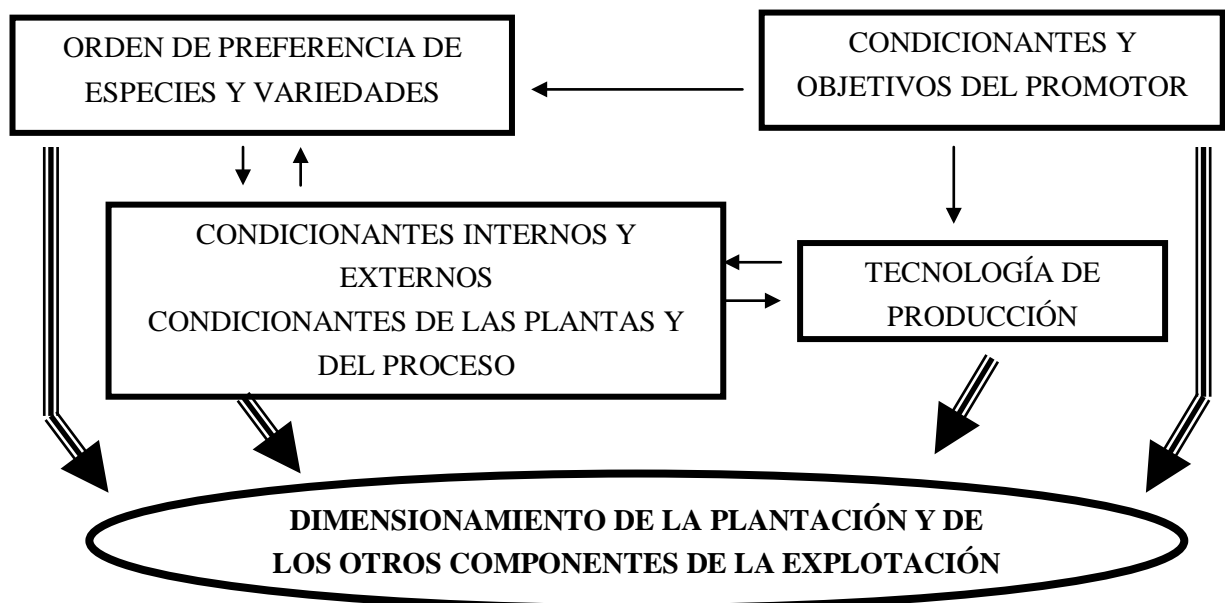 ORDEN DE PREFERENCIA DE
ESPECIES Y VARIEDADES
CONDICIONANTES Y
OBJETIVOS DEL PROMOTOR
CONDICIONANTES INTERNOS Y
EXTERNOS
CONDICIONANTES DE LAS PLANTAS Y
DEL PROCESO
TECNOLOGÍA DE
PRODUCCIÓN
DIMENSIONAMIENTO DE LA PLANTACIÓN Y DE
LOS OTROS COMPONENTES DE LA EXPLOTACIÓN